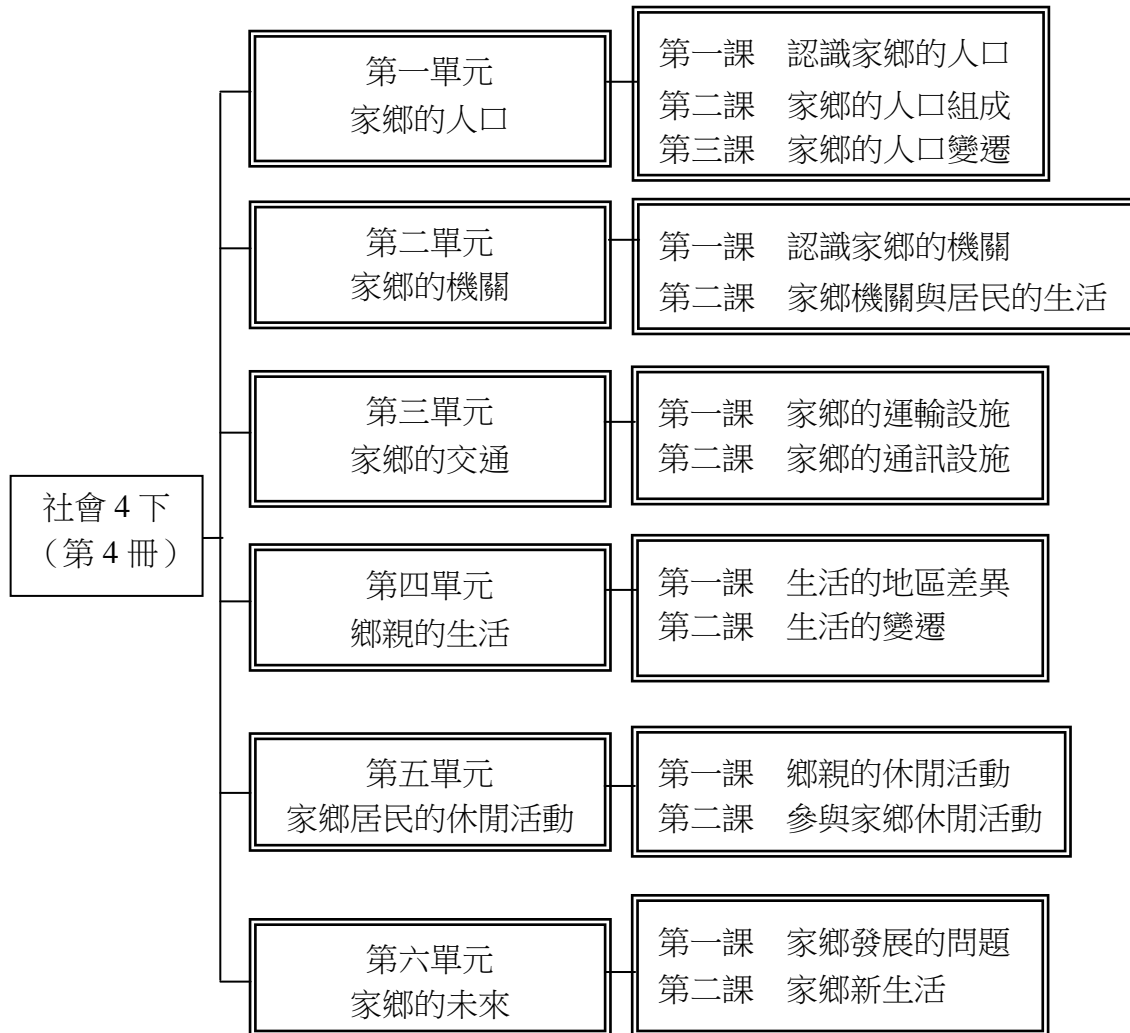 社會 4 下
（第 4 冊）
第一單元
家鄉的人口
第一課　認識家鄉的人口
第二課　家鄉的人口組成
第三課　家鄉的人口變遷
第二單元
家鄉的機關
第一課　認識家鄉的機關
第二課　家鄉機關與居民的生活
第三單元
家鄉的交通
第一課　家鄉的運輸設施
第二課　家鄉的通訊設施
第四單元
鄉親的生活
第一課　生活的地區差異
第二課　生活的變遷
第五單元
家鄉居民的休閒活動
第一課　鄉親的休閒活動
第二課　參與家鄉休閒活動
第六單元
家鄉的未來
第一課　家鄉發展的問題
第二課　家鄉新生活